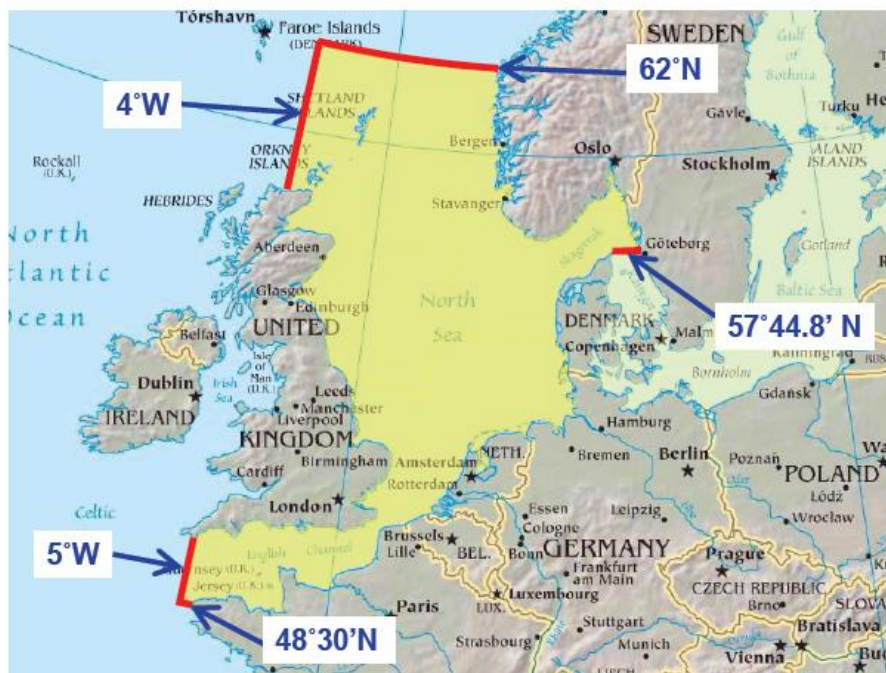 Tórshavn
Faroe Islands
SWEDEN
Gulf
of
Bothnia
62°N
4°W
SHETLAND
Gävle
Turku
Bergen
Oslo
ALAND
ISLANDS
Rockall
(U.K.)
ORKNEY
ISLANDS
Stockholm
HEBRIDES
Stavanger
North
Atlantic
Ocean
Aberdeen
Skagerrak
Göteborg
Gotland
Baltic Sea
Glasgow
Edinburgh
North
Sea
UNITED
DENMARK
57°44.8' N
Belfast
Copenhagen
Isle
of
Man
(U.K.)
Bornholm
Dublin
Irish
Sea
Leeds
Manchester
Liverpool
Gdańsk
IRELAND
KINGDOM
Hamburg
NETH.
Birmingham
Amsterdam
Bremen
Berlin
Poznań
Cardiff
Rotterdam
POLAND
London
Łódź
Celtic
Essen
Leipzig
Wrocław
5°W
English
Channel
Brussels
Cologne
Lille
BEL.
Bonn
GERMANY
Prague
Jersey (U.K.)
Frankfurt
am Main
CZECH REPUBLIC
LUX.
Luxembourg
Brno
Paris
48°30'N
Stuttgart
Bratislava
Strasbourg
Munich
Vienna